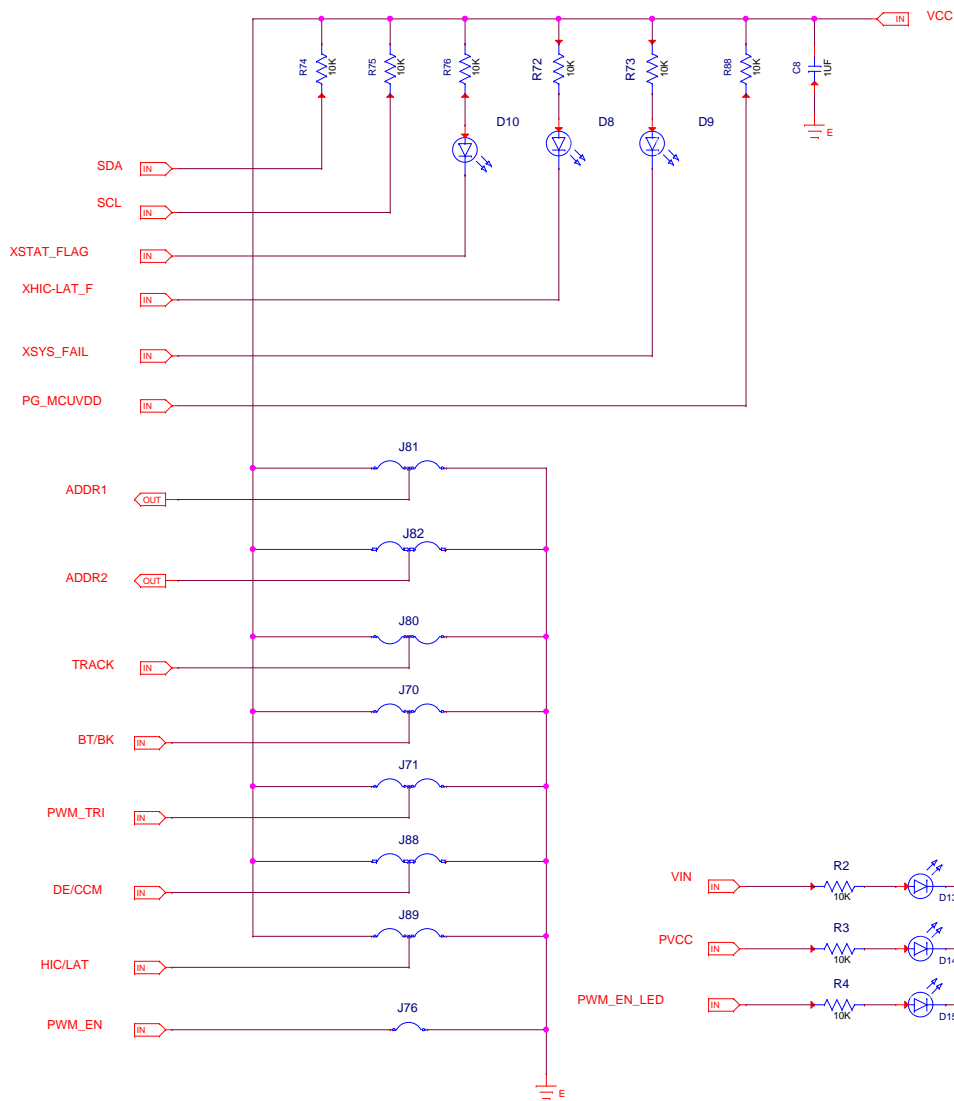 IN VCC
R74 10K R75 10K R76 10K R72 10K R73 10K R88 10K C8 1UF
E
D10 D8 D9
SDA IN
SCL IN
XSTAT_FLAG IN
XHIC-LAT_F IN
XSYS_FAIL IN
PG_MCUVDD IN
J81
ADDR1 OUT
J82
ADDR2 OUT
J80
TRACK IN
J70
BT/BK IN
J71
PWM_TRI IN
J88
DE/CCM IN
J89
HIC/LAT IN
J76
PWM_EN IN
E
VIN IN R2 10K D13
PVCC IN R3 10K D14
PWM_EN_LED IN R4 10K D15